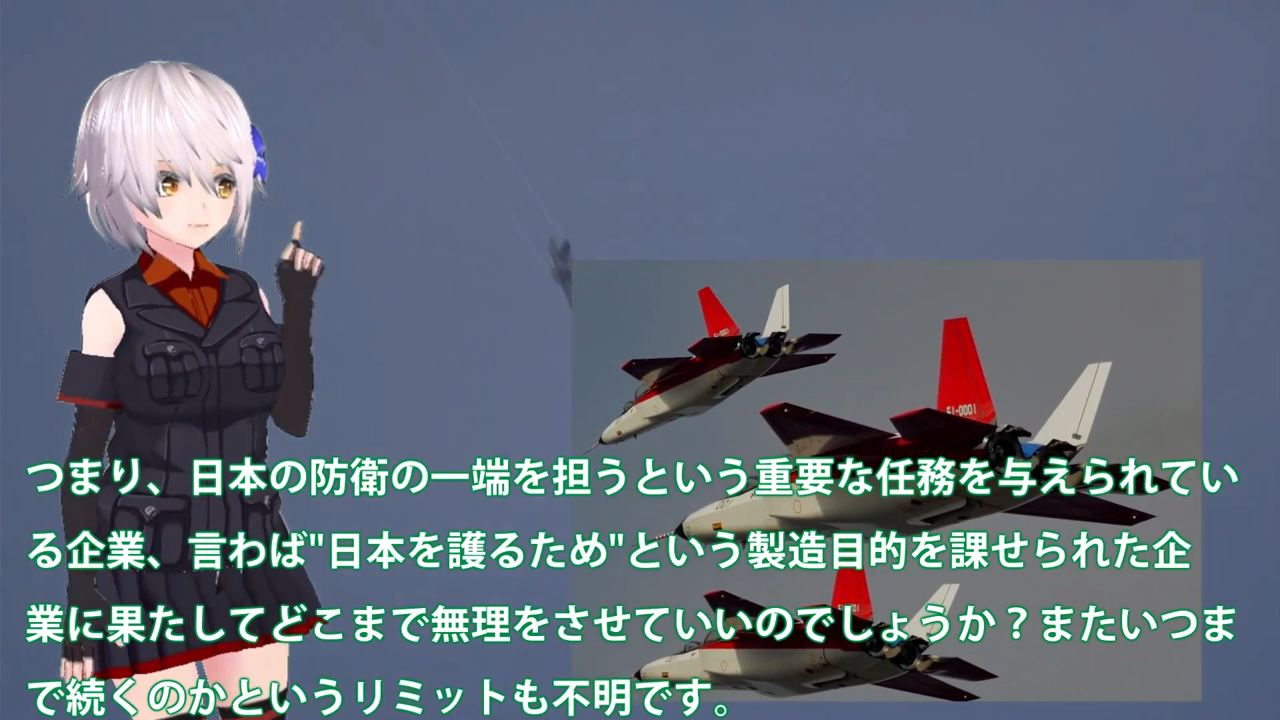 51-0001
51-0001
つまり、日本の防衛の一端を担うという重要な任務を与えられてい
る企業、言わば"日本を護るため"という製造目的を課せられた企
業に果たしてどこまで無理をさせていいのでしょうか？またいつま
で続くのかというリミットも不明です。